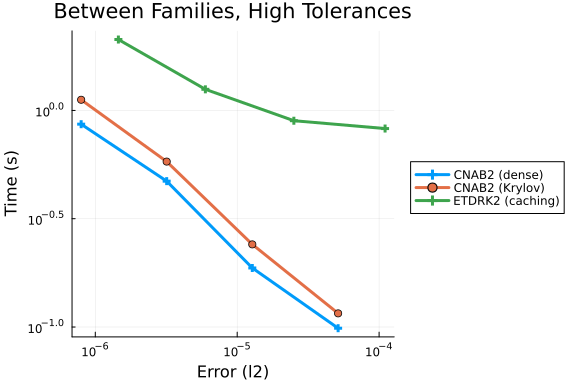 Between Families, High Tolerances
Time (s)
10^0.0
10^-0.5
10^-1.0
10^-6
10^-5
10^-4
Error (l2)
CNAB2 (dense)
CNAB2 (Krylov)
ETDRK2 (caching)